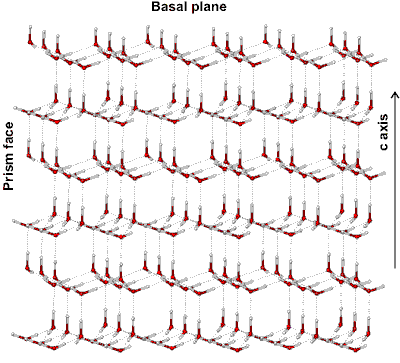 Basal plane
Prism face
c axis